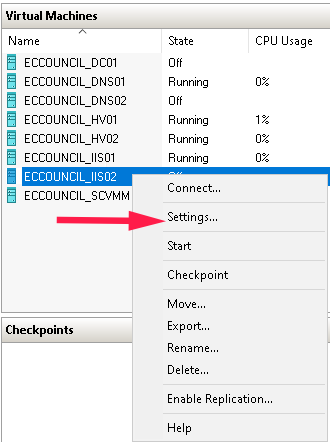 Virtual Machines
Name State CPU Usage
ECCOUNCIL_DC01 Off
ECCOUNCIL_DNS01 Running 0%
ECCOUNCIL_DNS02 Off
ECCOUNCIL_HV01 Running 1%
ECCOUNCIL_HV02 Running 0%
ECCOUNCIL_IIS01 Running 0%
ECCOUNCIL_IIS02
ECCOUNCIL_SCVMM
Connect...
Settings...
Start
Checkpoint
Move...
Export...
Rename...
Delete...
Enable Replication...
Help
Checkpoints